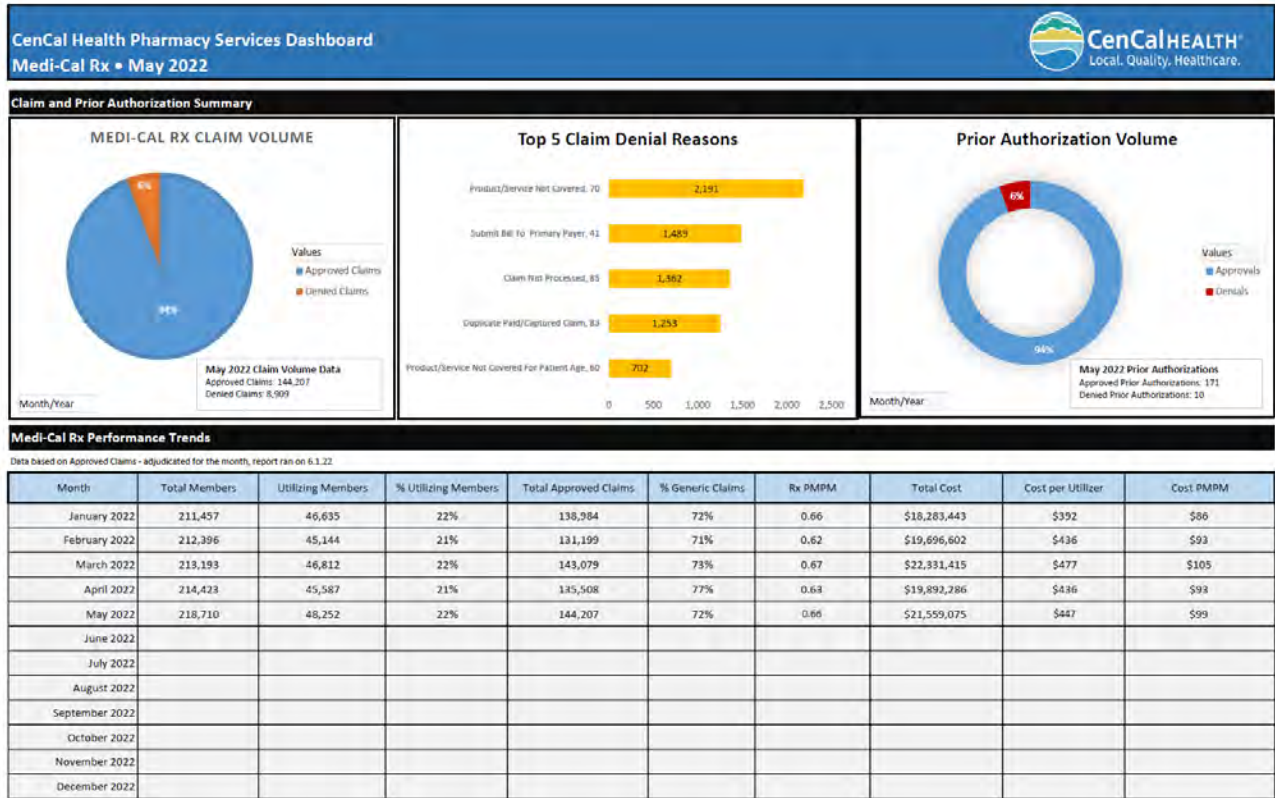 CenCal Health Pharmacy Services Dashboard
Medi-Cal Rx • May 2022
CenCalHEALTH®
Local. Quality. Healthcare.
Claim and Prior Authorization Summary
MEDI-CAL RX CLAIM VOLUME
6%
94%
Values
Approved Claims
Denied Claims
May 2022 Claim Volume Data
Approved Claims: 144,207
Denied Claims: 8,909
Month/Year
Top 5 Claim Denial Reasons
Product/Service Not Covered, 70 2,191
Submit Bill To Primary Payer, 41 1,489
Claim Not Processed, 85 1,362
Duplicate Paid/Captured Claim, 83 1,253
Product/Service Not Covered For Patient Age, 60 702
0 500 1,000 1,500 2,000 2,500
Prior Authorization Volume
6%
94%
Values
Approvals
Denials
May 2022 Prior Authorizations
Approved Prior Authorizations: 171
Denied Prior Authorizations: 10
Month/Year
Medi-Cal Rx Performance Trends
Data based on Approved Claims - adjudicated for the month, report ran on 6.1.22
Month Total Members Utilizing Members % Utilizing Members Total Approved Claims % Generic Claims Rx PMPM Total Cost Cost per Utilizer Cost PMPM
January 2022 211,457 46,635 22% 138,984 72% 0.66 $18,283,443 $392 $86
February 2022 212,396 45,144 21% 131,199 71% 0.62 $19,696,602 $436 $93
March 2022 213,193 46,812 22% 143,079 73% 0.67 $22,331,415 $477 $105
April 2022 214,423 45,587 21% 135,508 77% 0.63 $19,892,286 $436 $93
May 2022 218,710 48,252 22% 144,207 72% 0.66 $21,559,075 $447 $99
June 2022
July 2022
August 2022
September 2022
October 2022
November 2022
December 2022